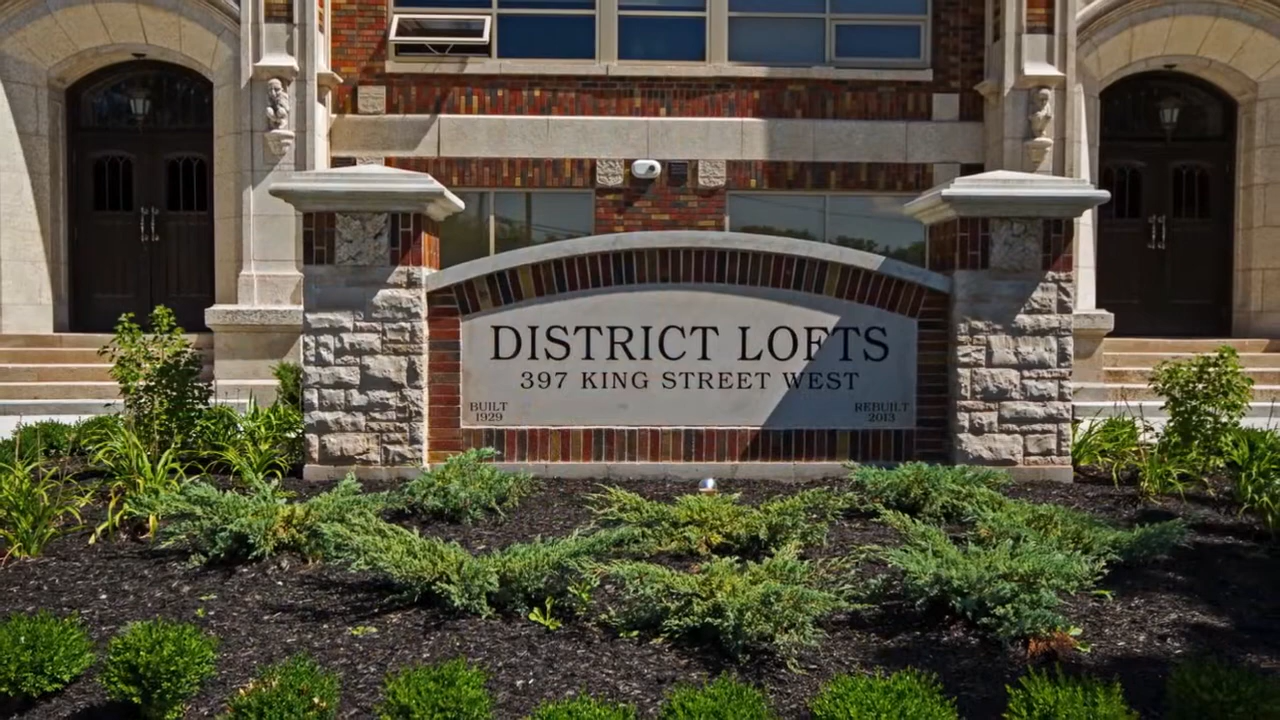 DISTRICT LOFTS
397 KING STREET WEST
BUILT
1929
REBUILT
2013